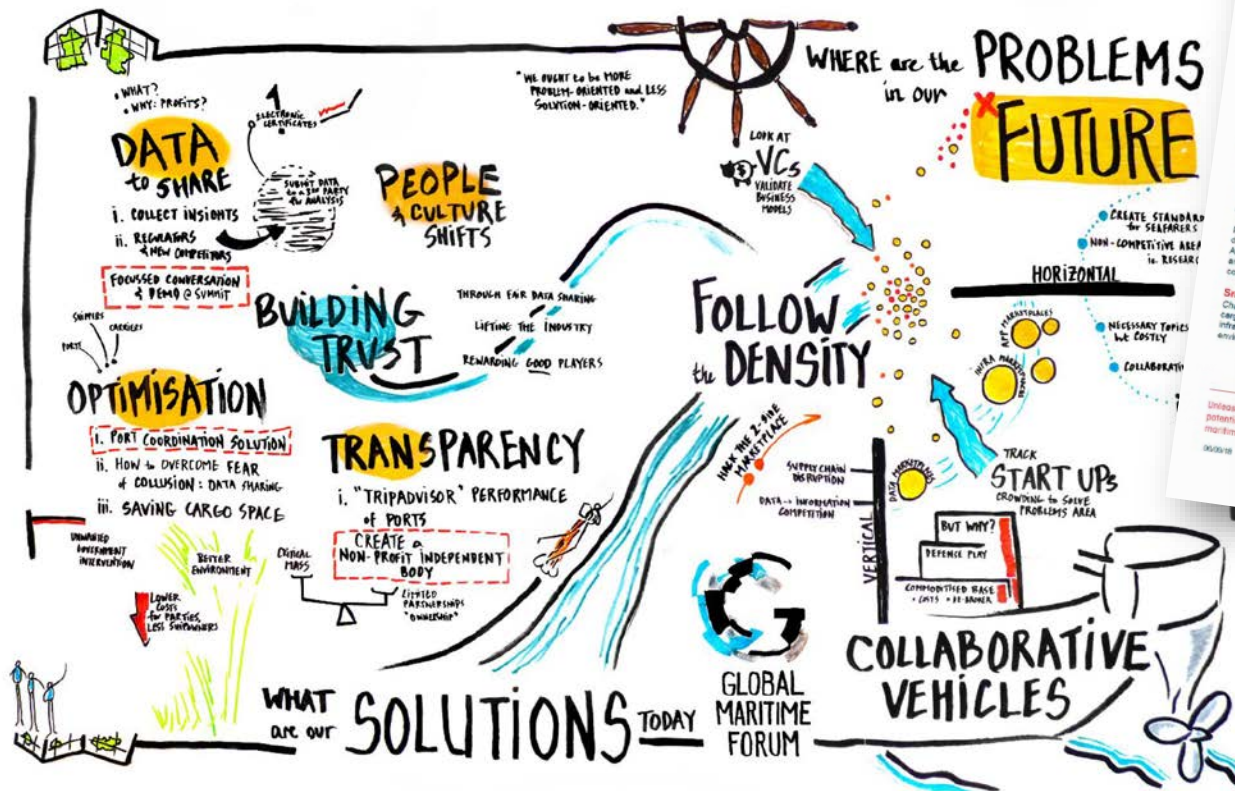 • WHAT?
• WHY: PROFITS?
DATA
to SHARE
i. COLLECT INSIGHTS
ii. REGULATORS
& NEW COMPETITORS
FOCUSSED CONVERSATION
& DEMO @ SUMMIT
ELECTRONIC
CERTIFICATES
SUBMIT DATA
to a 3RD PARTY
for ANALYSIS
PEOPLE
& CULTURE
SHIFTS
"WE OUGHT to be MORE
PROBLEM-ORIENTED and LESS
SOLUTION-ORIENTED."
BUILDING
TRUST
THROUGH FAIR DATA SHARING
LIFTING THE INDUSTRY
REWARDING GOOD PLAYERS
SHIPPERS
CARRIERS
PORTS
OPTIMISATION
i. PORT COORDINATION SOLUTION
ii. HOW to OVERCOME FEAR
of COLLUSION: DATA SHARING
iii. SAVING CARGO SPACE
UNWANTED
GOVERNMENT
INTERVENTION
BETTER
ENVIRONMENT
LOWER
COSTS
for PARTIES,
LESS SHIPOWNERS
TRANSPARENCY
i. "TRIPADVISOR" PERFORMANCE
of PORTS
CREATE a
NON-PROFIT INDEPENDENT
BODY
CRITICAL
MASS
LIMITED
PARTNERSHIPS
"OWNERSHIP"
WHAT
are our
SOLUTIONS
TODAY
GLOBAL
MARITIME
FORUM
WHERE are the PROBLEMS
in our
FUTURE
LOOK AT
VCs
VALIDATE
BUSINESS
MODELS
FOLLOW
the DENSITY
CREATE STANDARD
for SEAFARERS
NON-COMPETITIVE AREA
ie. RESEARC
HORIZONTAL
NECESSARY TOPICS
but COSTLY
COLLABORATI
APP MARKETPLACES
INFRA MARKETPLACES
DATA MARKETPLACES
HACK THE 2-SIDE
MARKETPLACE
SUPPLY CHAIN
DISRUPTION
DATA → INFORMATION
COMPETITION
VERTICAL
TRACK
START UPs
CROWDING to SOLVE
PROBLEMS AREA
BUT WHY?
DEFENCE PLAY
COMMODITISED BASE
COLLABORATIVE
VEHICLES